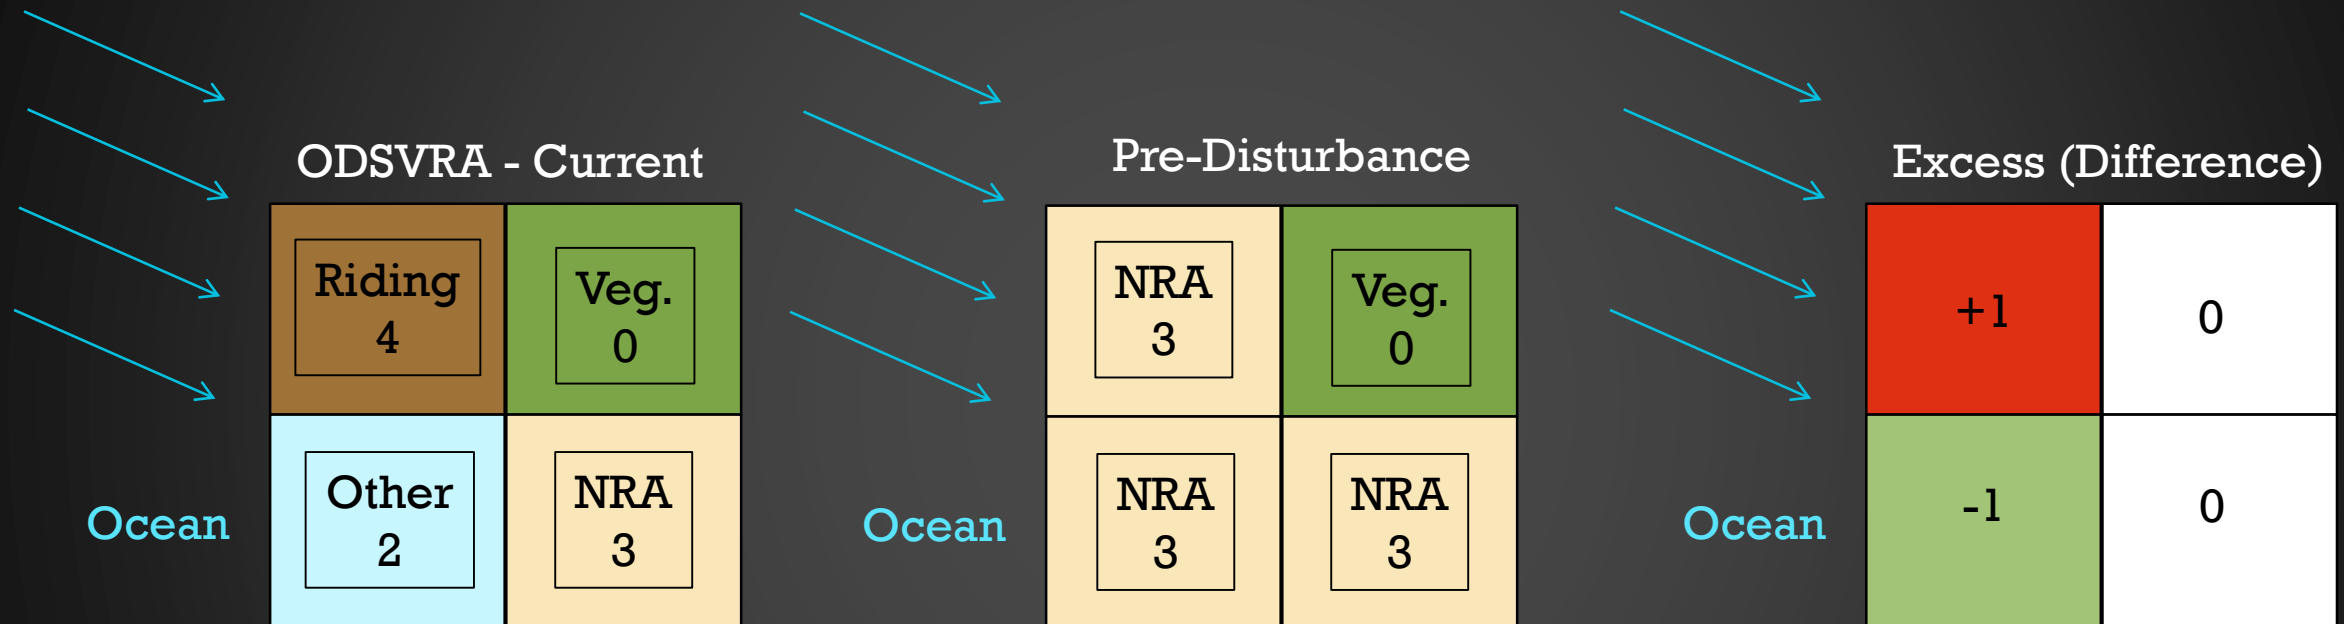 ODSVRA - Current
Pre-Disturbance
Excess (Difference)
Riding
4
Veg.
0
NRA
3
Veg.
0
+1
0
Ocean
Other
2
NRA
3
Ocean
NRA
3
NRA
3
Ocean
-1
0